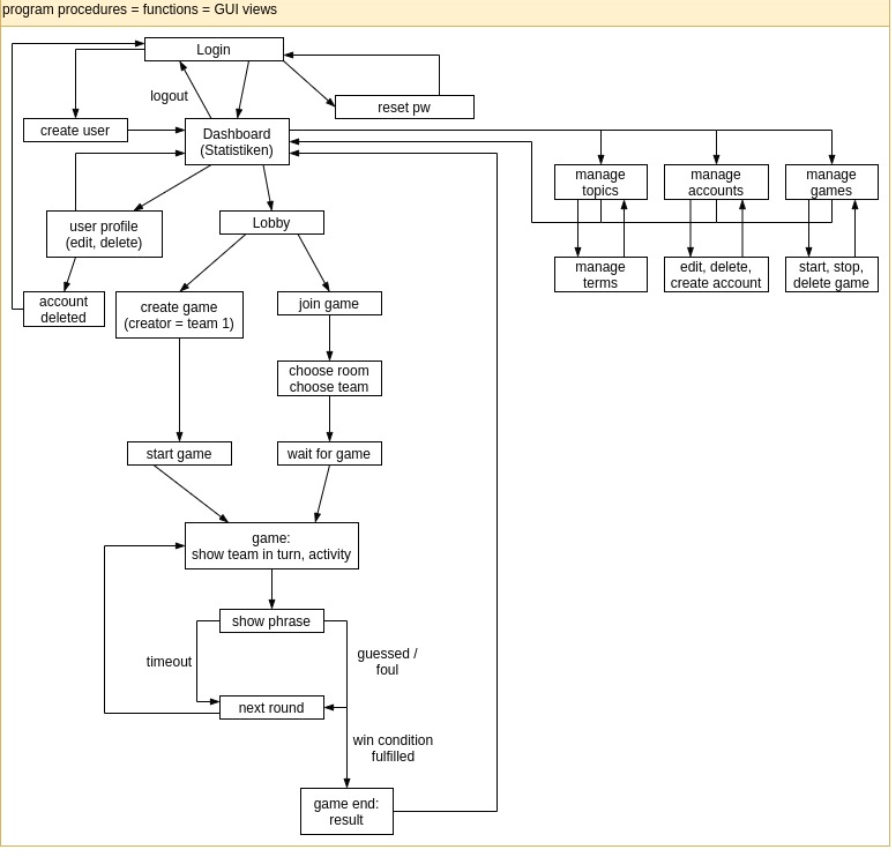 program procedures = functions = GUI views
Login
logout
reset pw
create user
Dashboard
(Statistiken)
manage
topics
manage
accounts
manage
games
user profile
(edit, delete)
Lobby
manage
terms
edit, delete,
create account
start, stop,
delete game
account
deleted
create game
(creator = team 1)
join game
choose room
choose team
start game
wait for game
game:
show team in turn, activity
show phrase
timeout
guessed /
foul
next round
win condition
fulfilled
game end:
result